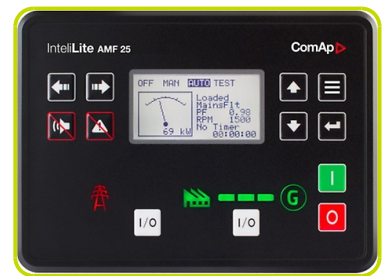 InteliLite AMF 25
ComAp
OFF MAN AUTO TEST
Loaded
MainsFlt
PF 0.98
RPM 1500
No Timer
69 kW
00:00:00
G
I
O
I/O
I/O